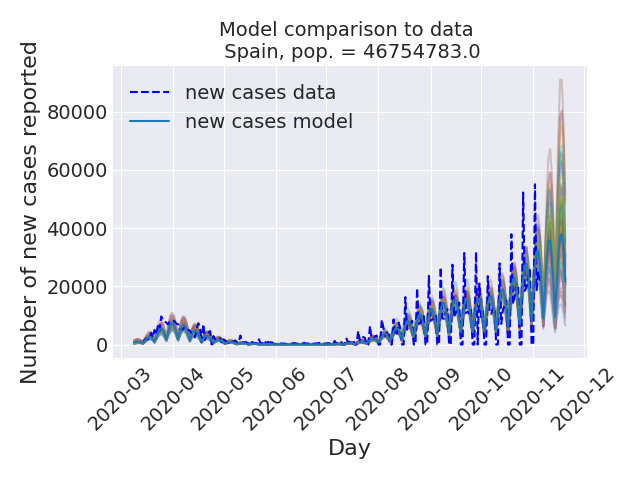 Model comparison to data
Spain, pop. = 46754783.0
Number of new cases reported
80000
60000
40000
20000
0
new cases data
new cases model
2020-03
2020-04
2020-05
2020-06
2020-07
2020-08
2020-09
2020-10
2020-11
2020-12
Day